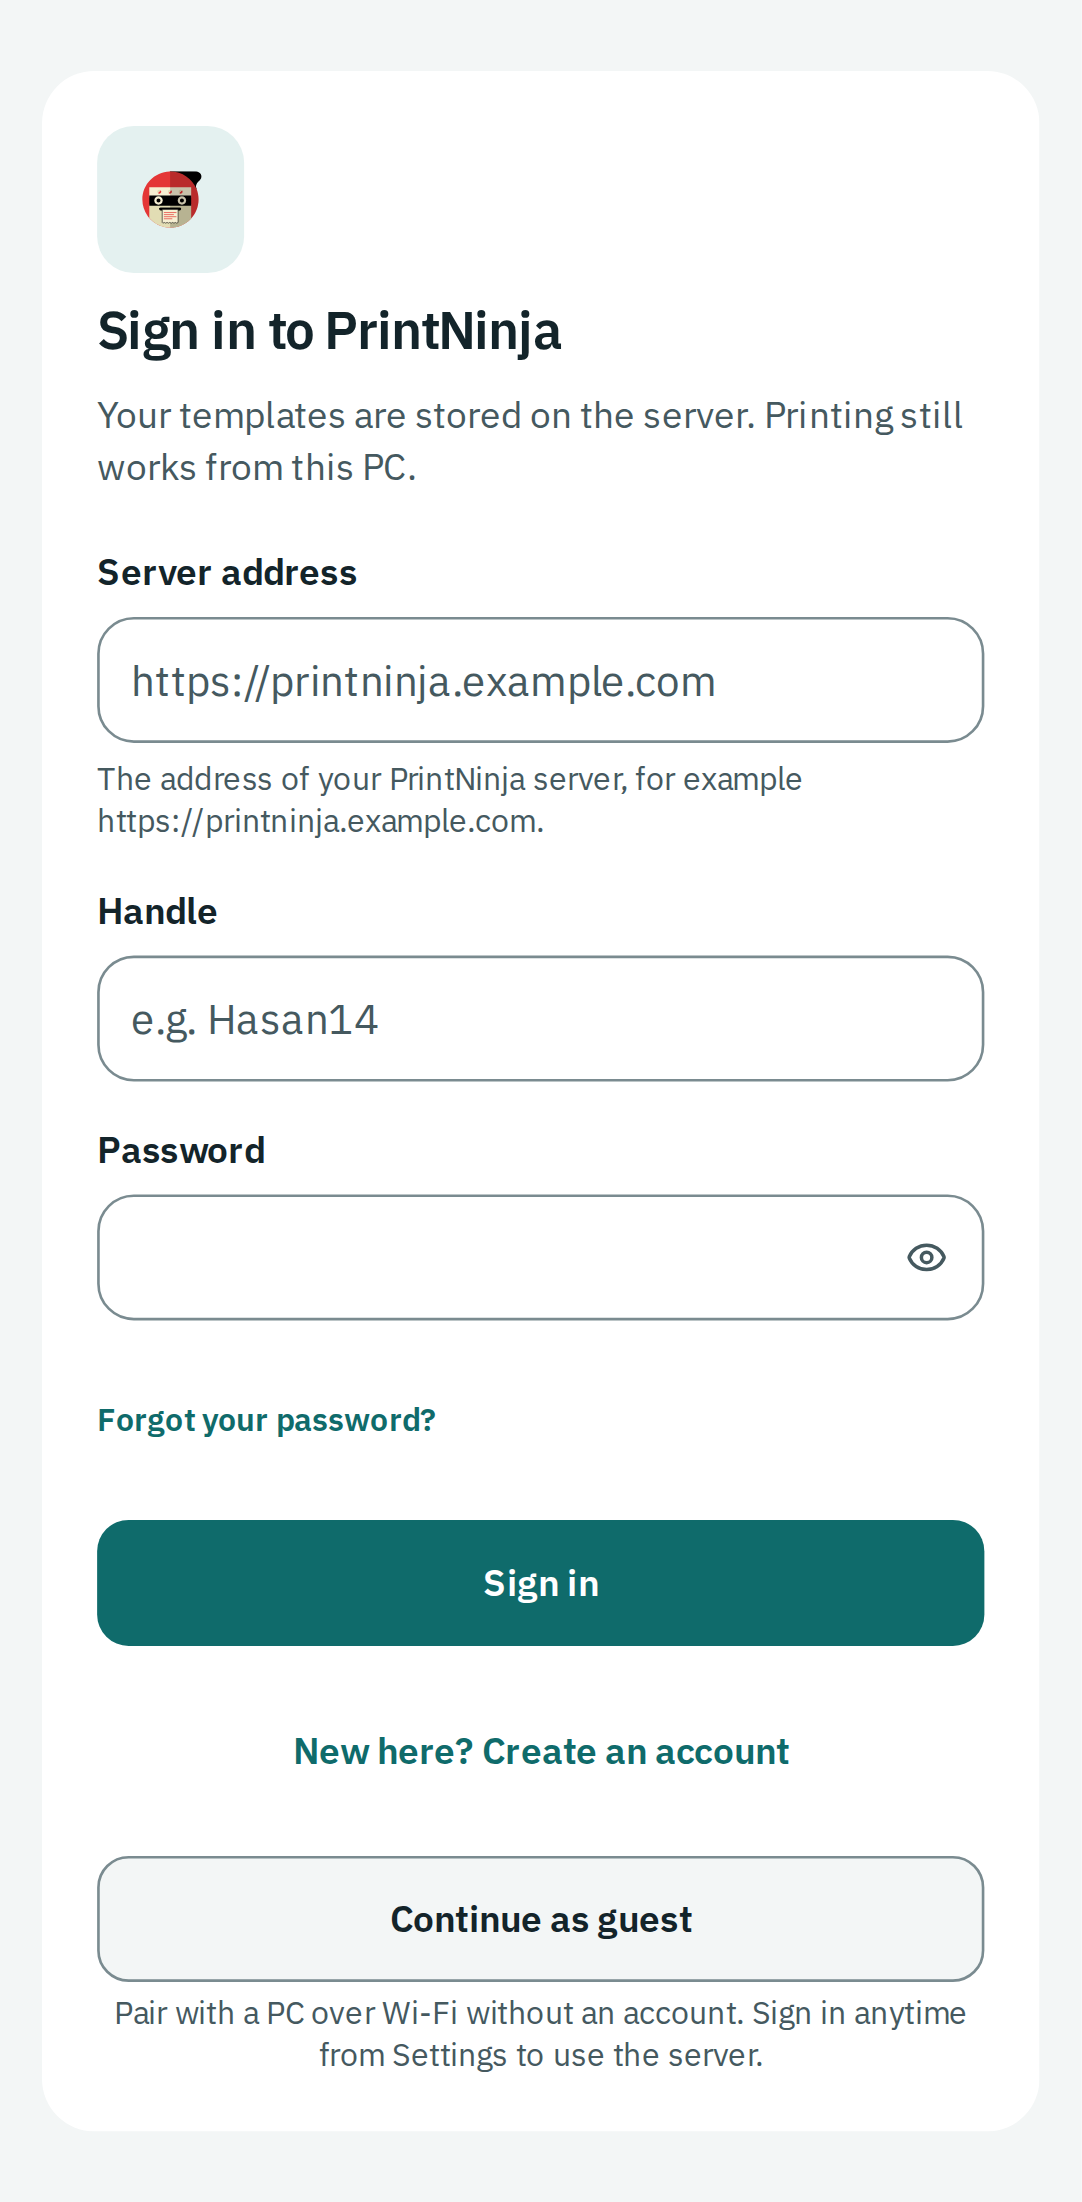 Sign in to PrintNinja
Your templates are stored on the server. Printing still
works from this PC.
Server address
https://printninja.example.com
The address of your PrintNinja server, for example
https://printninja.example.com.
Handle
e.g. Hasan14
Password
Forgot your password?
Sign in
New here? Create an account
Continue as guest
Pair with a PC over Wi-Fi without an account. Sign in anytime
from Settings to use the server.